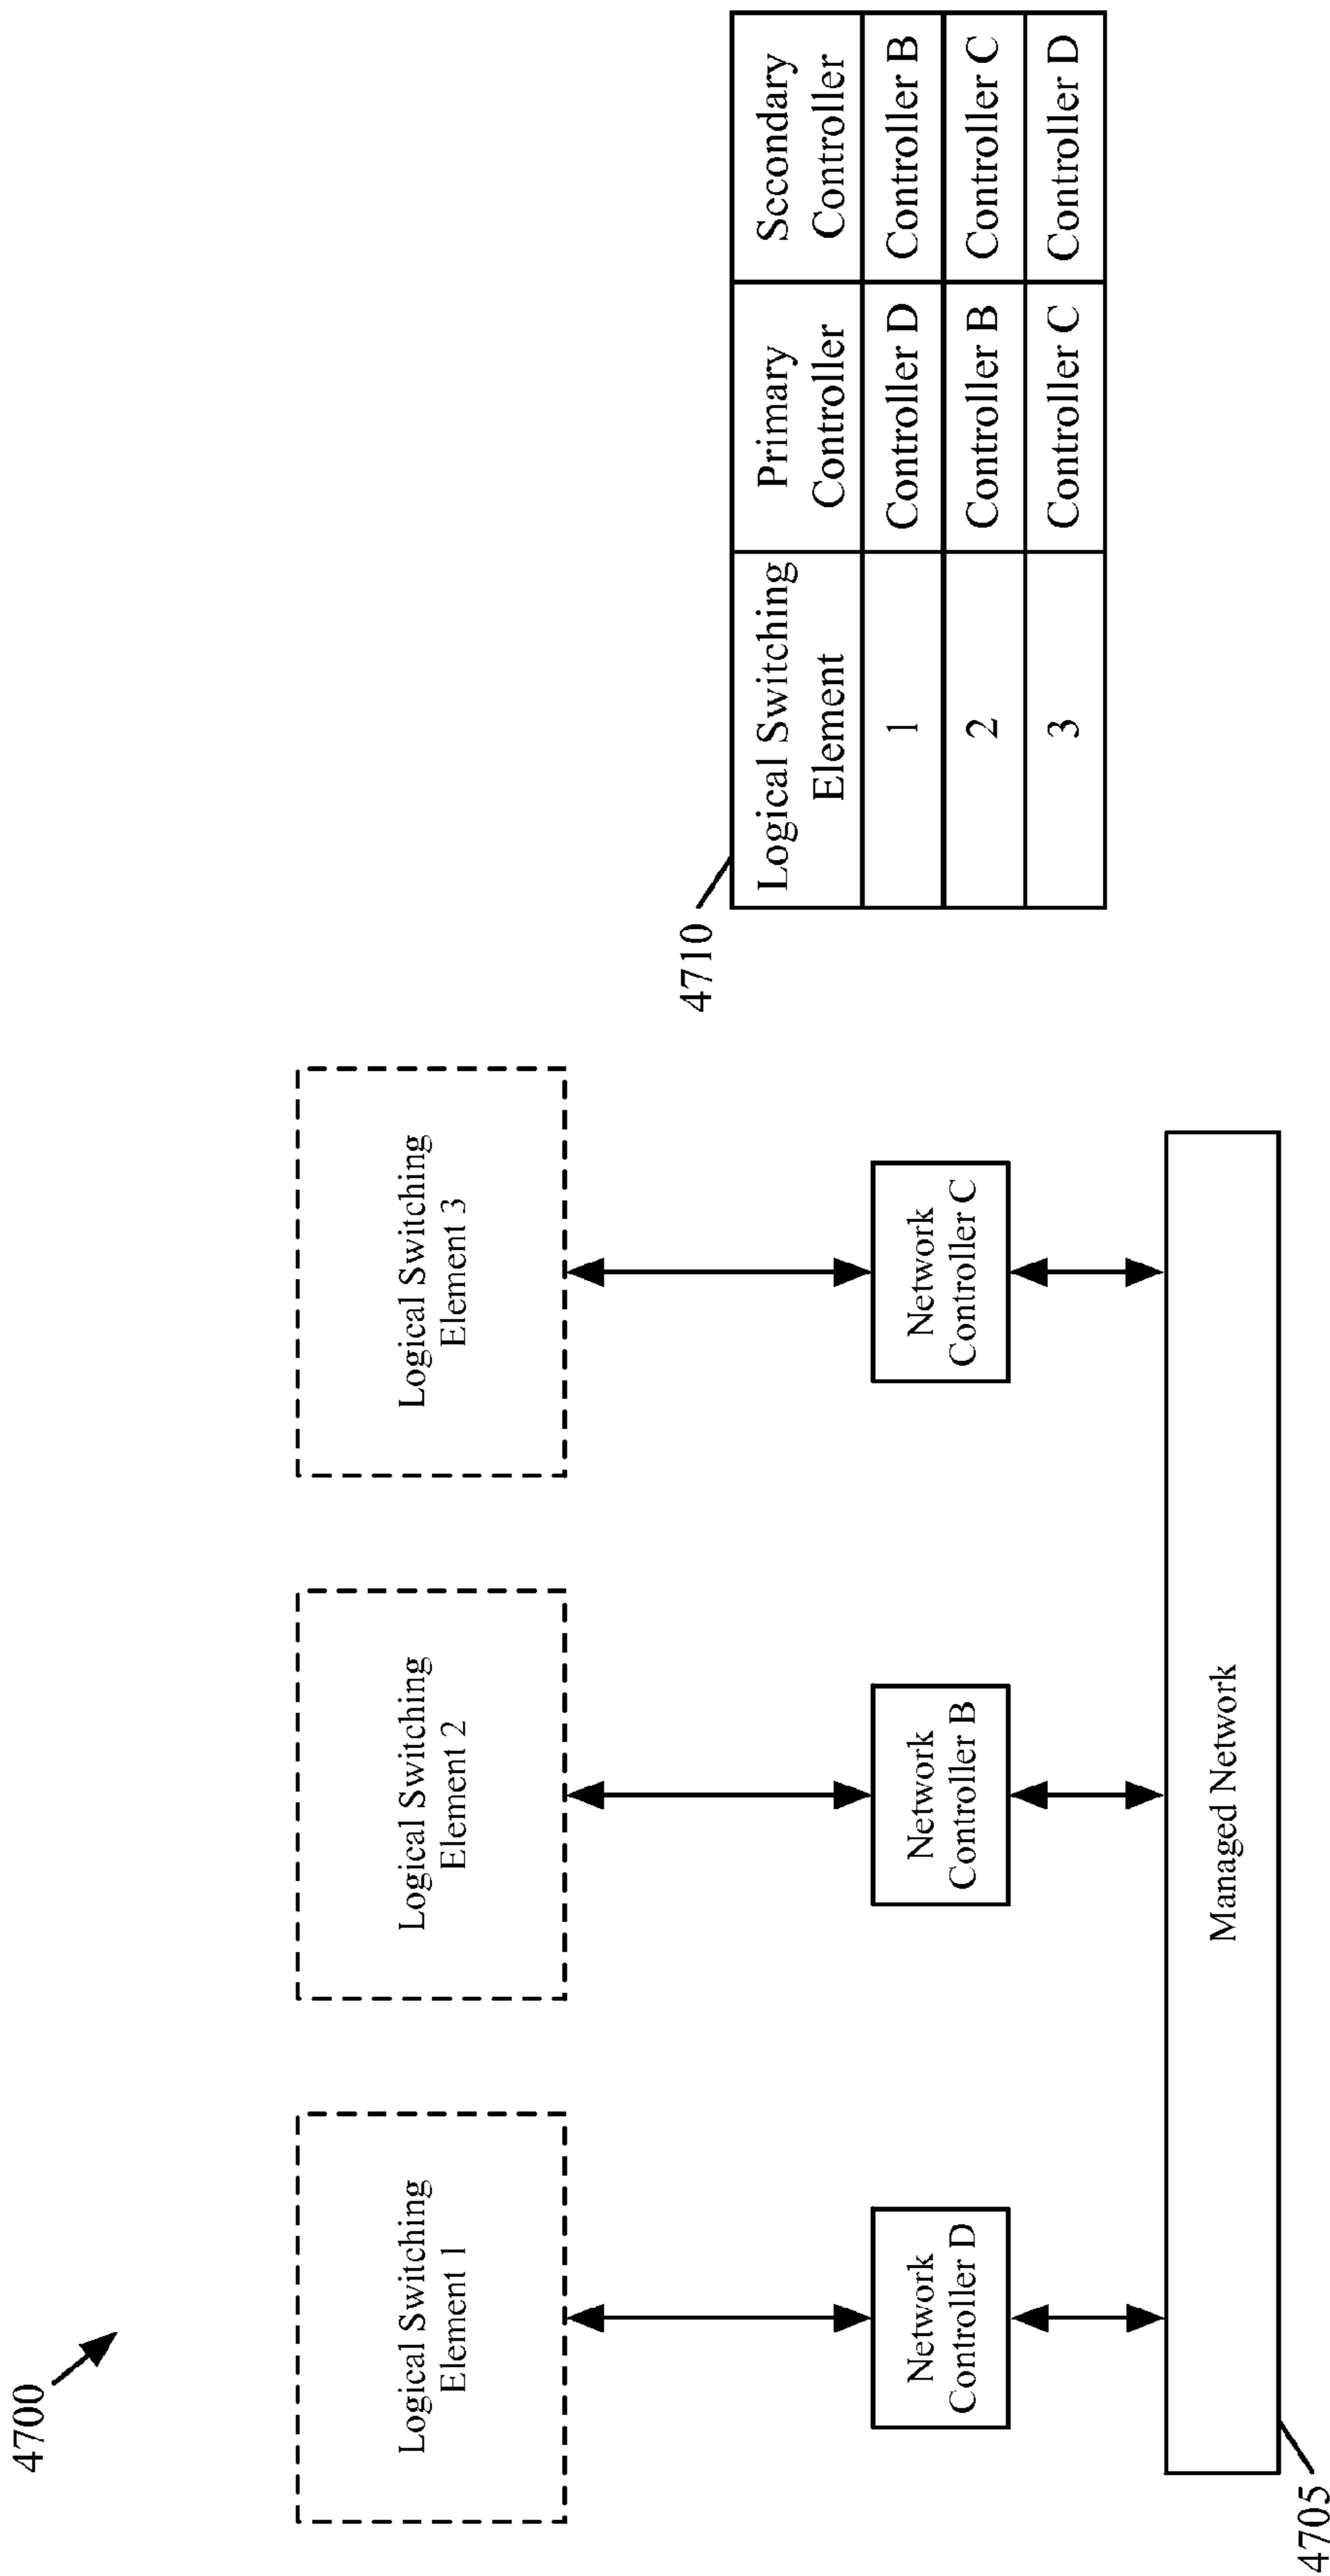 4700
Logical Switching
Element 1
Logical Switching
Element 2
Logical Switching
Element 3
Network
Controller D
Network
Controller B
Network
Controller C
Managed Network
4705
4710
Logical Switching
Element
Primary
Controller
Secondary
Controller
1
Controller D
Controller B
2
Controller B
Controller C
3
Controller C
Controller D